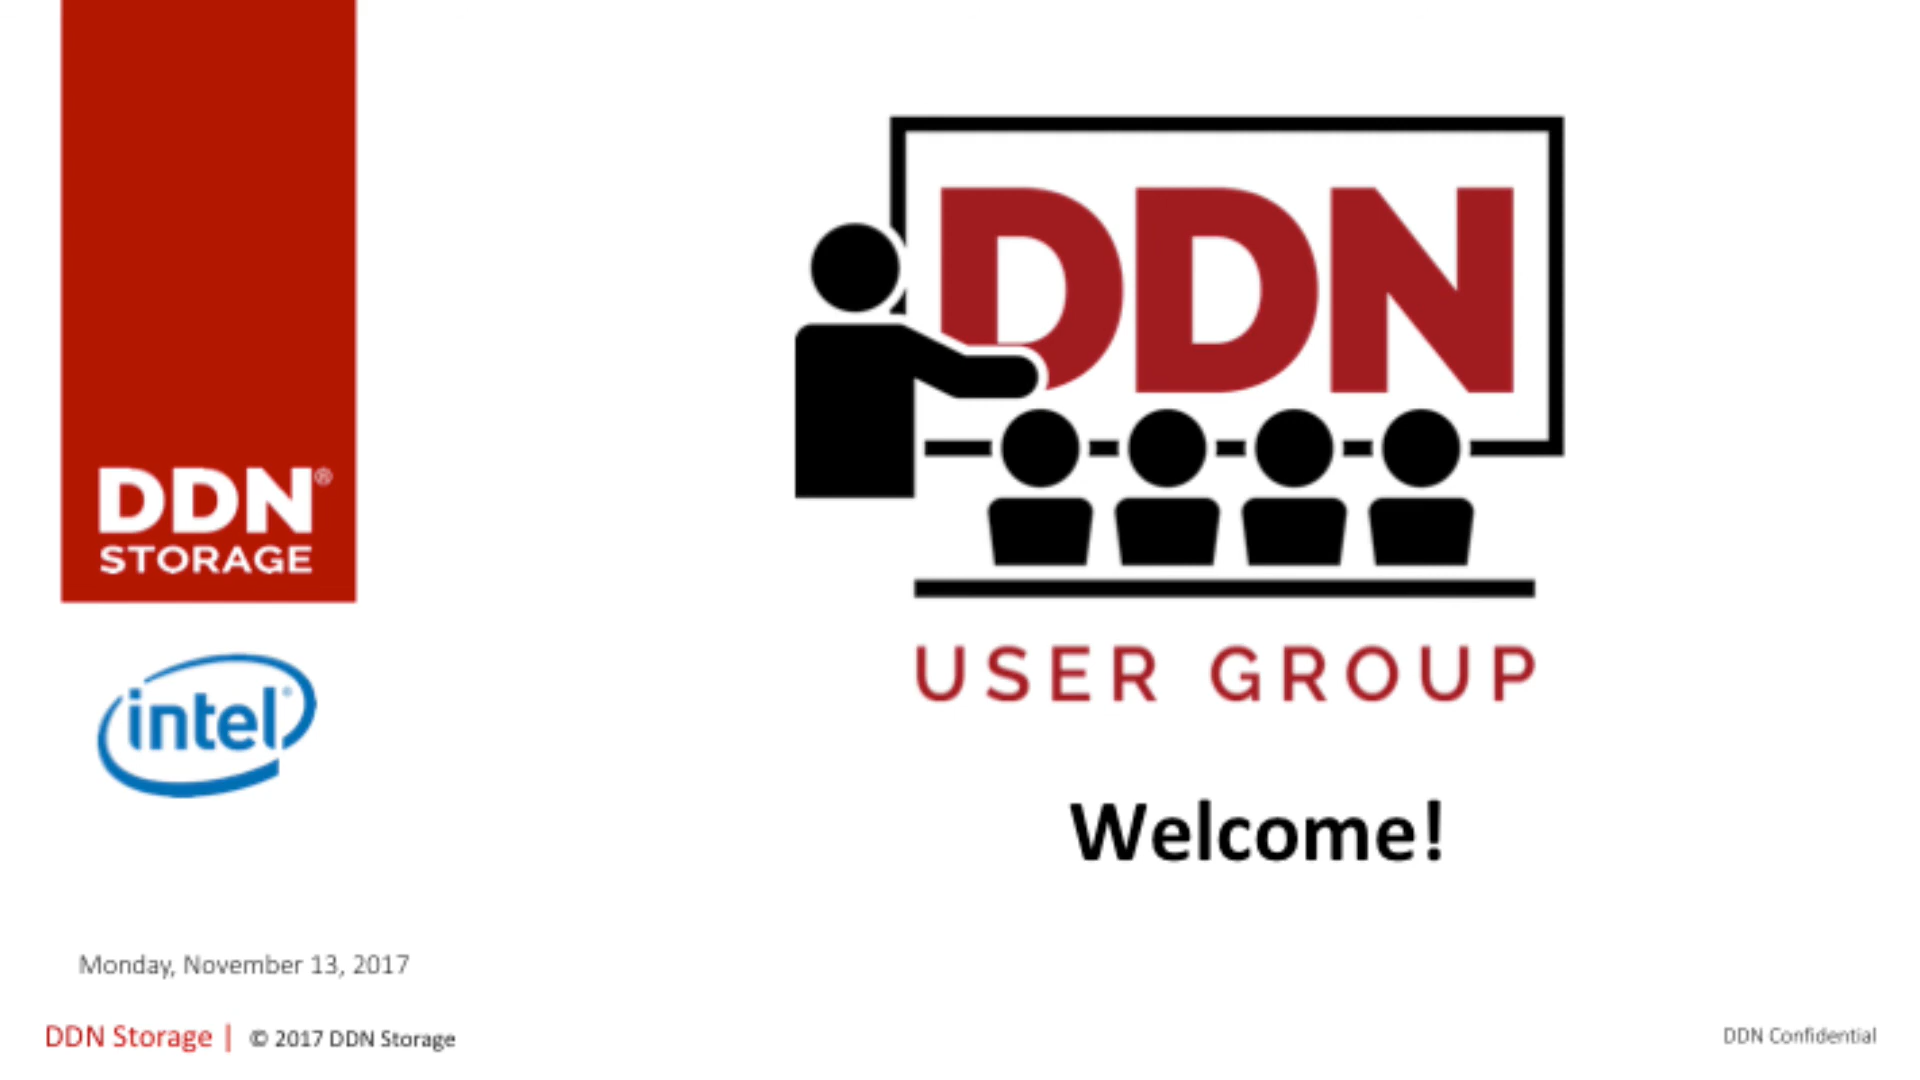 DDN®
STORAGE
intel®
DDN
USER GROUP
Welcome!
Monday, November 13, 2017
DDN Storage | © 2017 DDN Storage
DDN Confidential